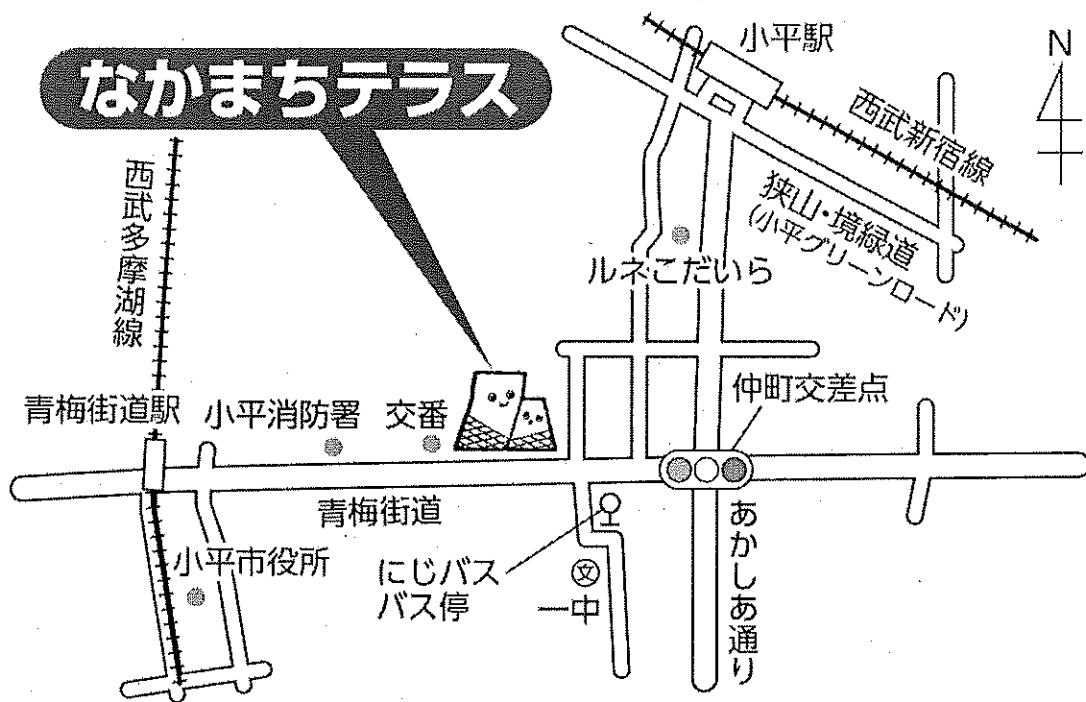 なかまちテラス
小平駅
N
西武新宿線
狭山・境緑道
(小平グリーンロード)
西武多摩湖線
ルネこだいら
仲町交差点
青梅街道駅
小平消防署
交番
青梅街道
あかしあ通り
小平市役所
にじバス
バス停
文
一中